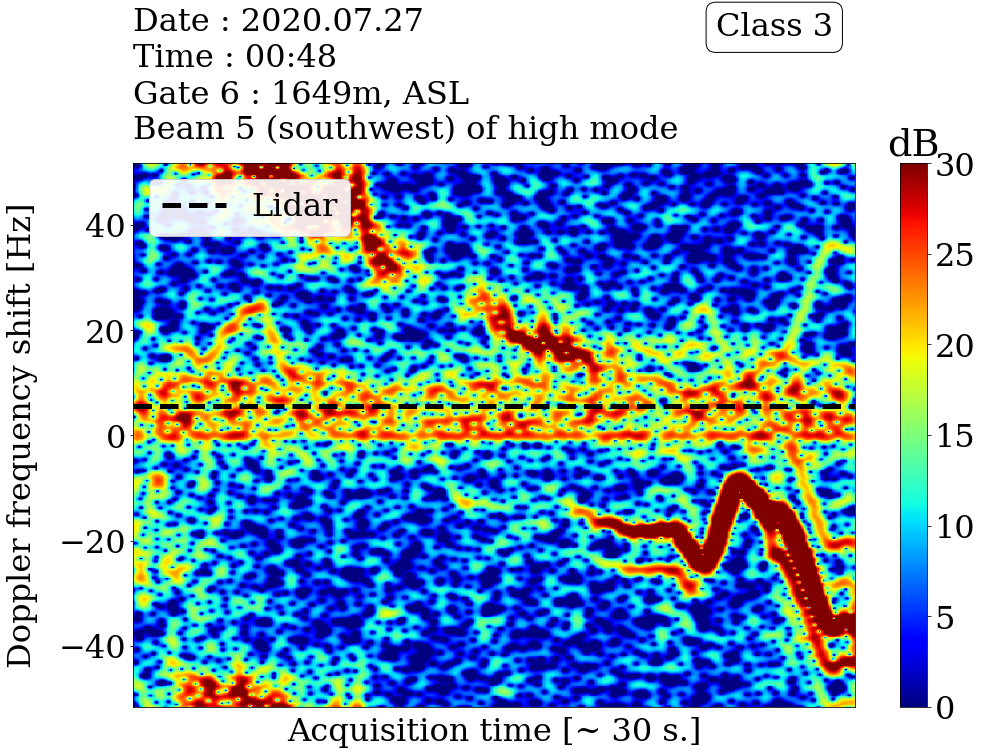 Date : 2020.07.27
Time : 00:48
Gate 6 : 1649m, ASL
Beam 5 (southwest) of high mode
Class 3
dB
Lidar
Doppler frequency shift [Hz]
40
20
0
−20
−40
Acquisition time [~ 30 s.]
30
25
20
15
10
5
0